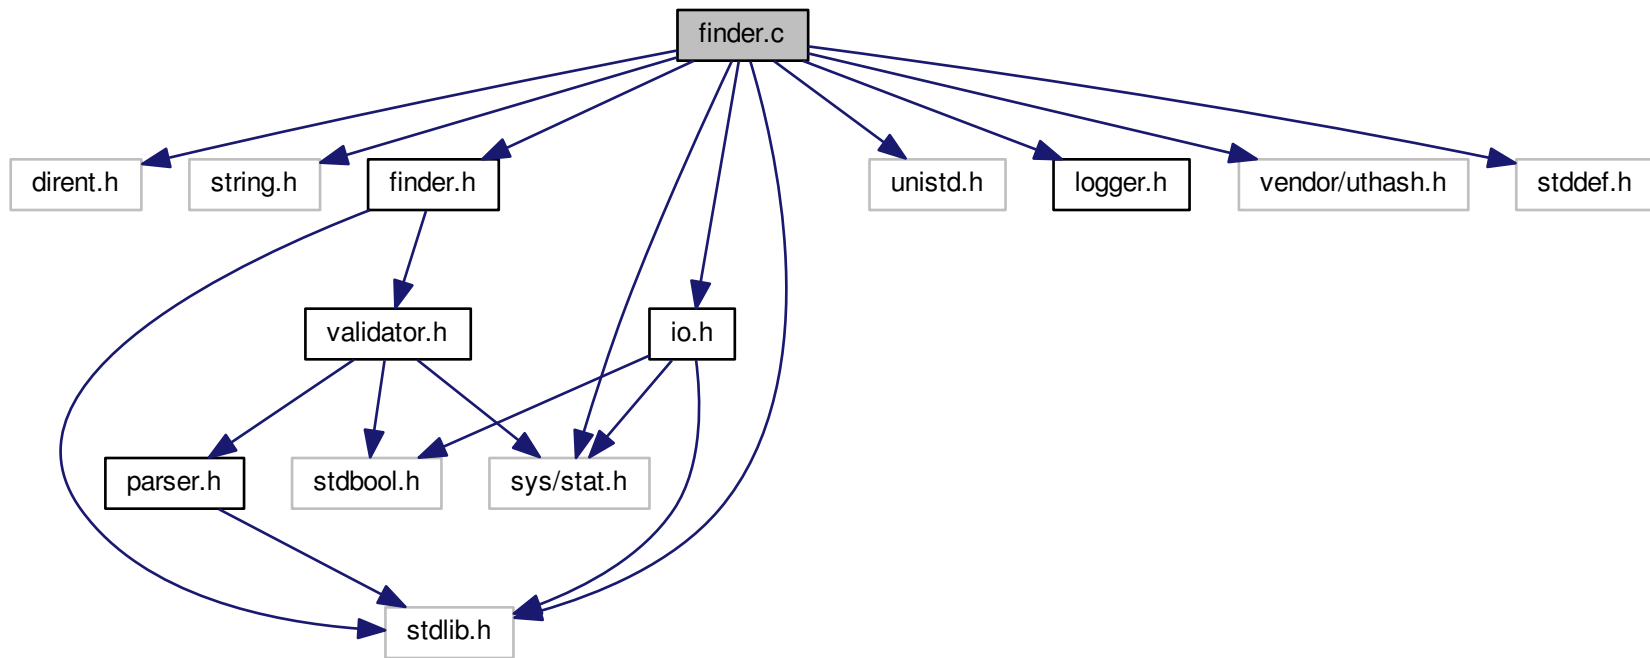 finder.c
dirent.h
string.h
finder.h
unistd.h
logger.h
vendor/uthash.h
stddef.h
validator.h
io.h
parser.h
stdbool.h
sys/stat.h
stdlib.h